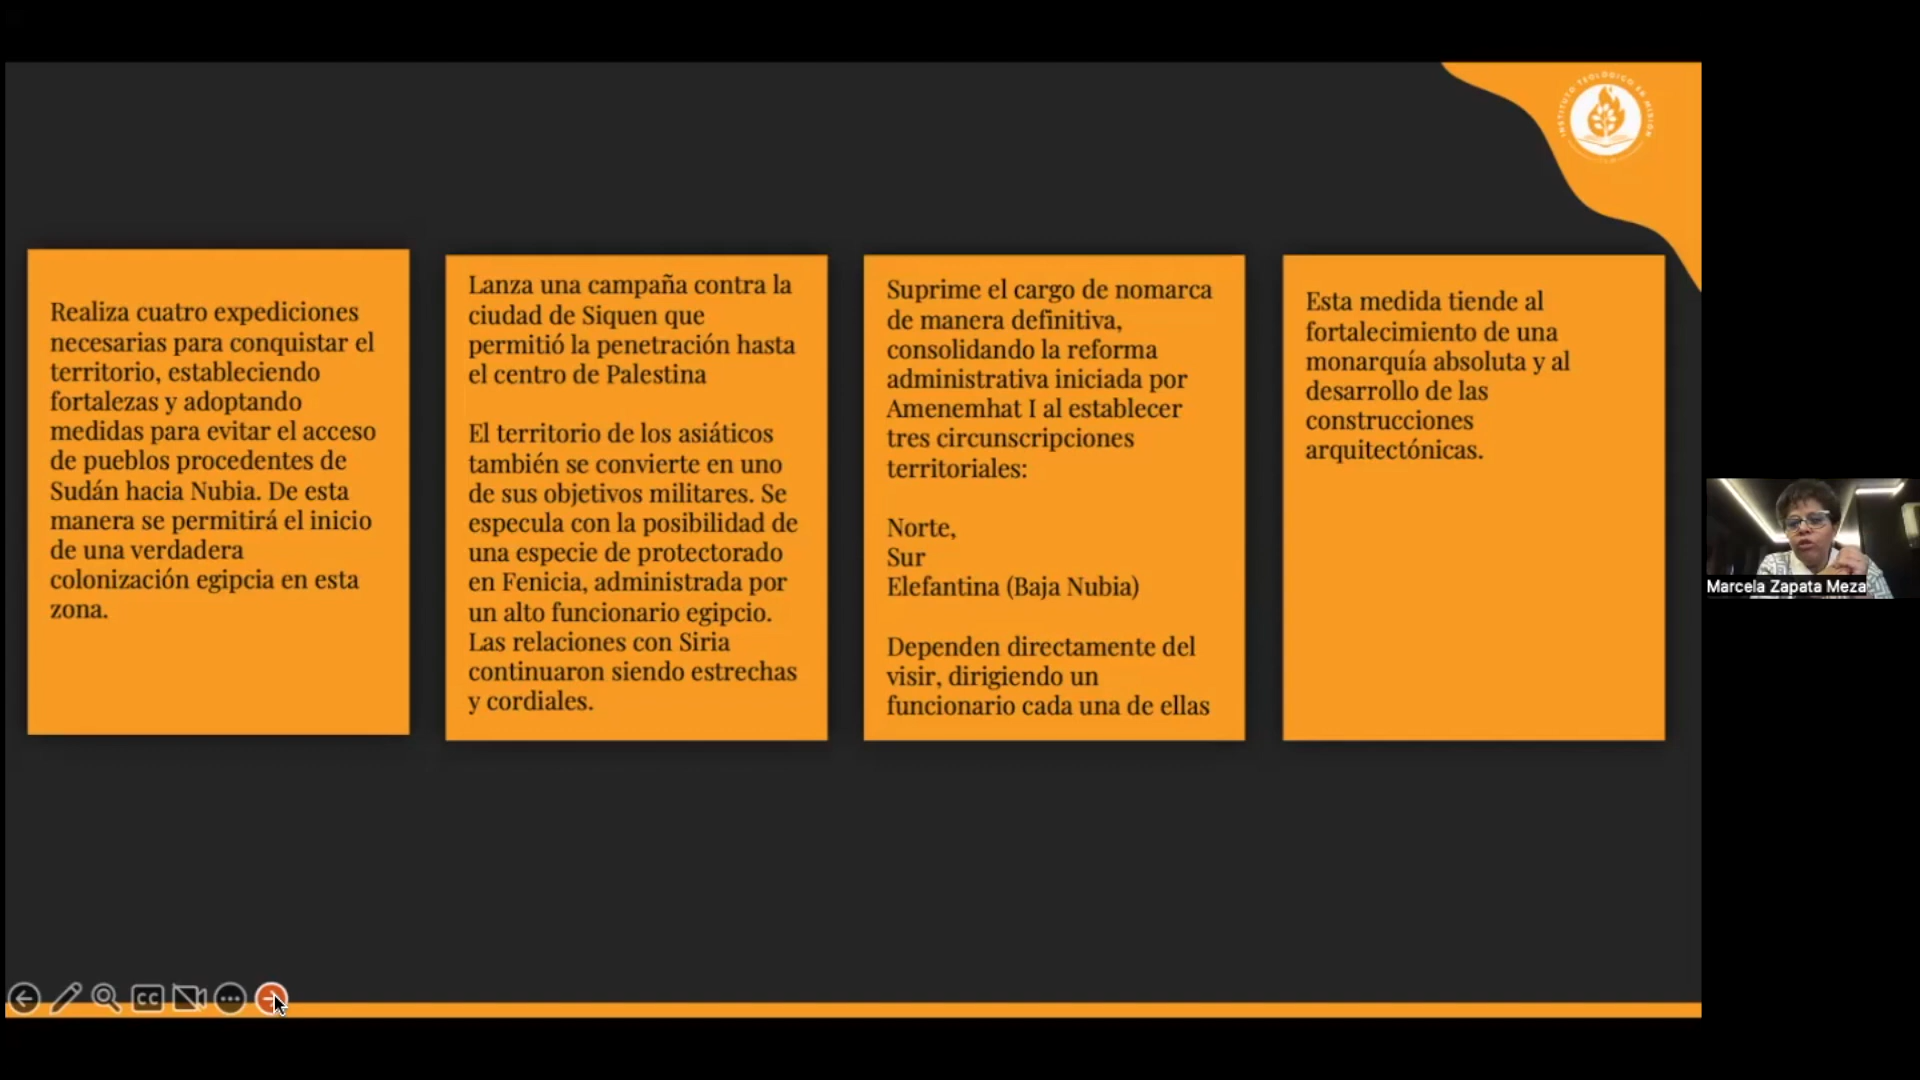 INSTITUTO TEOLÓGICO EN MISIÓN
Realiza cuatro expediciones
necesarias para conquistar el
territorio, estableciendo
fortalezas y adoptando
medidas para evitar el acceso
de pueblos procedentes de
Sudán hacia Nubia. De esta
manera se permitirá el inicio
de una verdadera
colonización egipcia en esta
zona.
Lanza una campaña contra la
ciudad de Siquen que
permitió la penetración hasta
el centro de Palestina
El territorio de los asiáticos
también se convierte en uno
de sus objetivos militares. Se
especula con la posibilidad de
una especie de protectorado
en Fenicia, administrada por
un alto funcionario egipcio.
Las relaciones con Siria
continuaron siendo estrechas
y cordiales.
Suprime el cargo de nomarca
de manera definitiva,
consolidando la reforma
administrativa iniciada por
Amenemhat I al establecer
tres circunscripciones
territoriales:
Norte,
Sur
Elefantina (Baja Nubia)
Dependen directamente del
visir, dirigiendo un
funcionario cada una de ellas
Esta medida tiende al
fortalecimiento de una
monarquía absoluta y al
desarrollo de las
construcciones
arquitectónicas.
Marcela Zapata Meza
CC